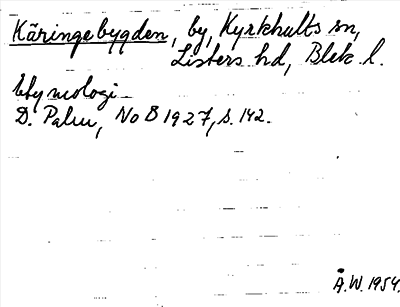 Käringebygden, by, Kyrkhults sn,
Listers hd, Blek. l.
Etymologi
D. Palm, NoB 1927, s. 142.
Å.W. 1954.